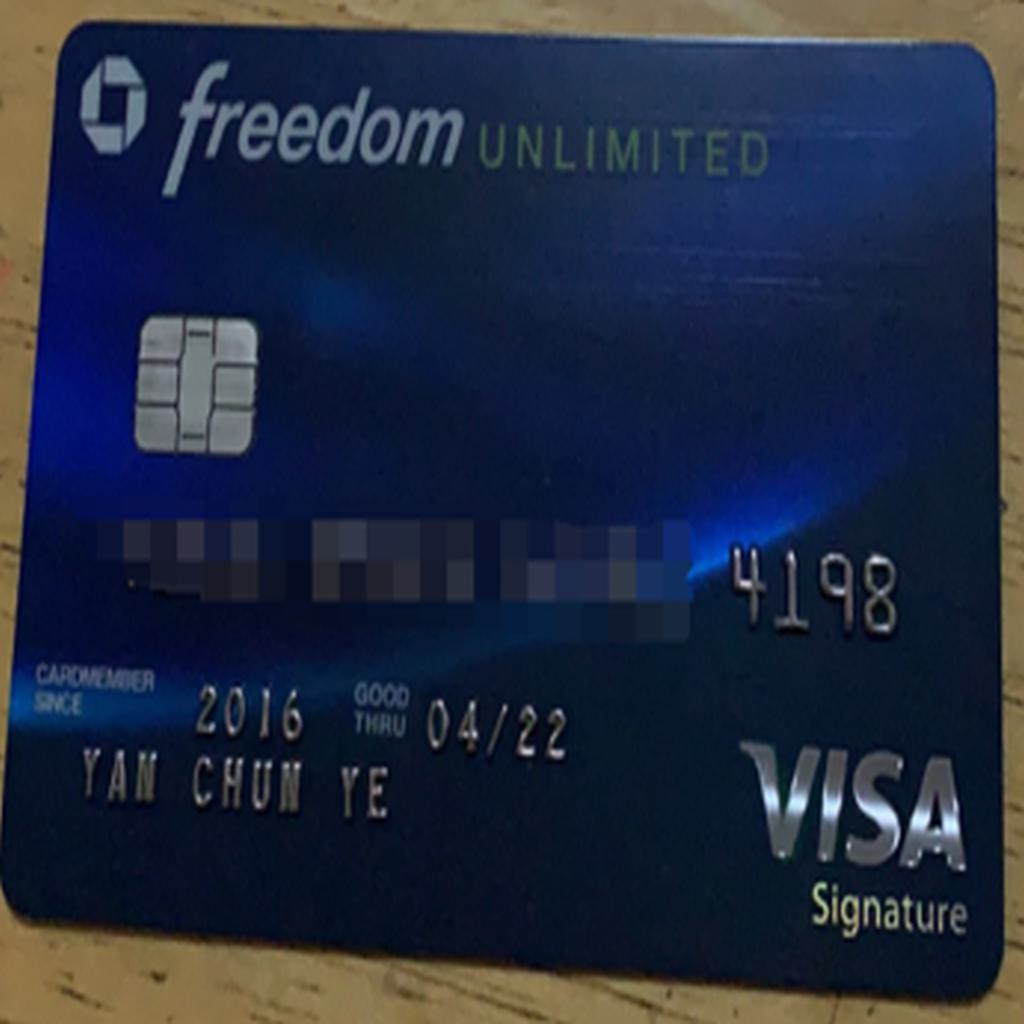 freedom UNLIMITED
4198
CARDMEMBER
SINCE
2016
GOOD
THRU
04/22
YAN CHUN YE
VISA
Signature